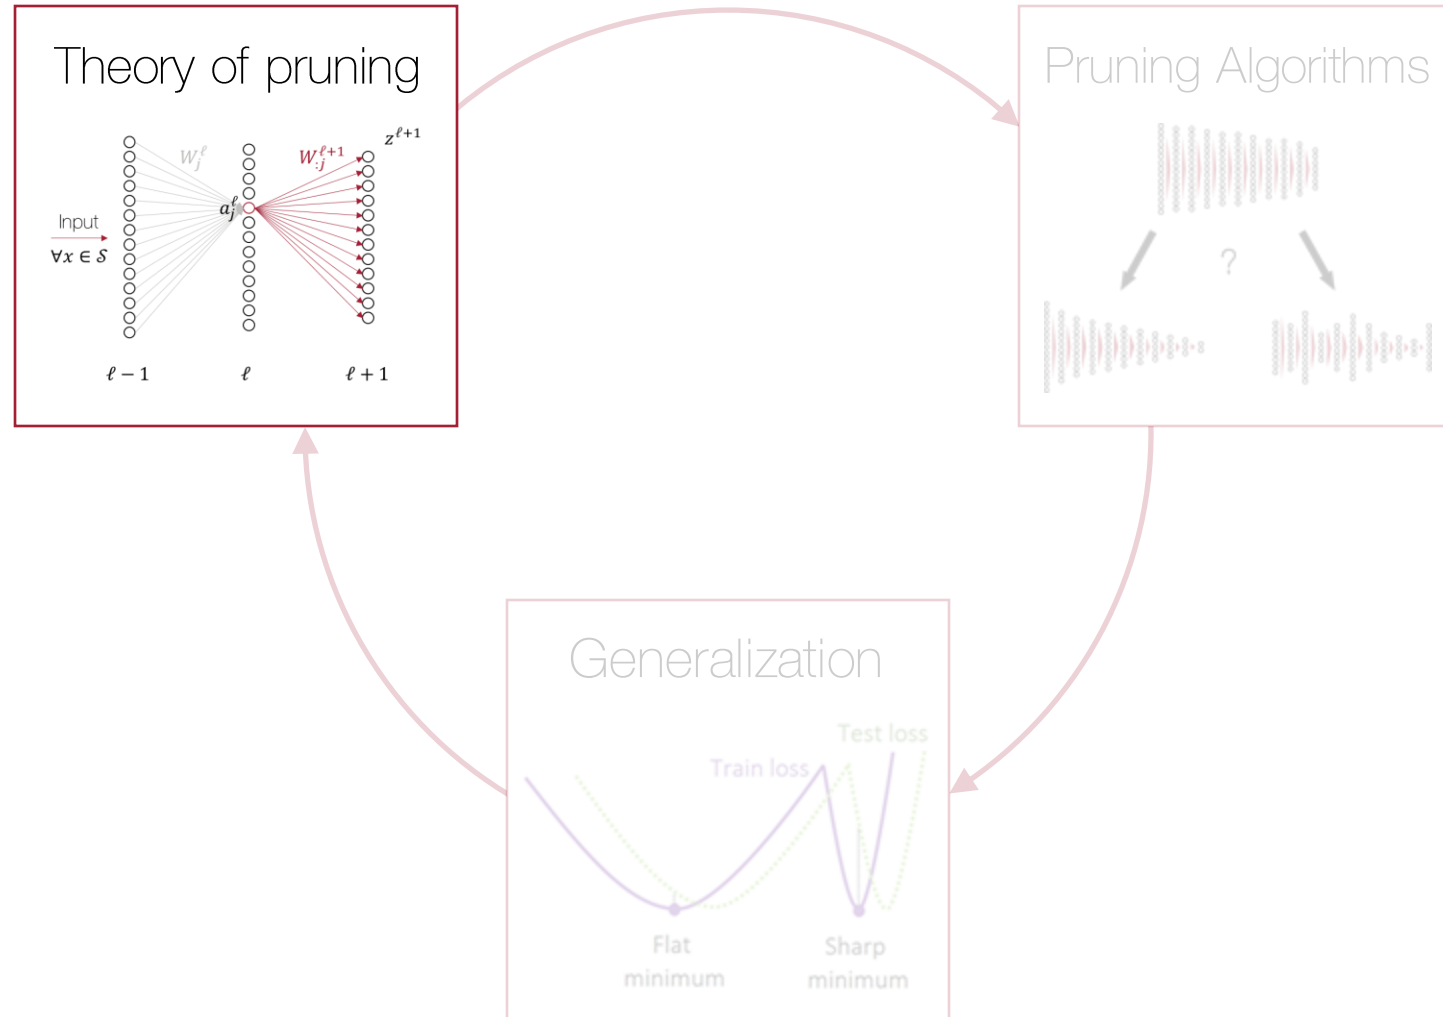 Theory of pruning
z^{ℓ+1}
W_j^ℓ
W_{:j}^{ℓ+1}
a_j^ℓ
Input
∀x ∈ 𝒮
ℓ − 1
ℓ
ℓ + 1
Pruning Algorithms
?
Generalization
Test loss
Train loss
Flat
minimum
Sharp
minimum